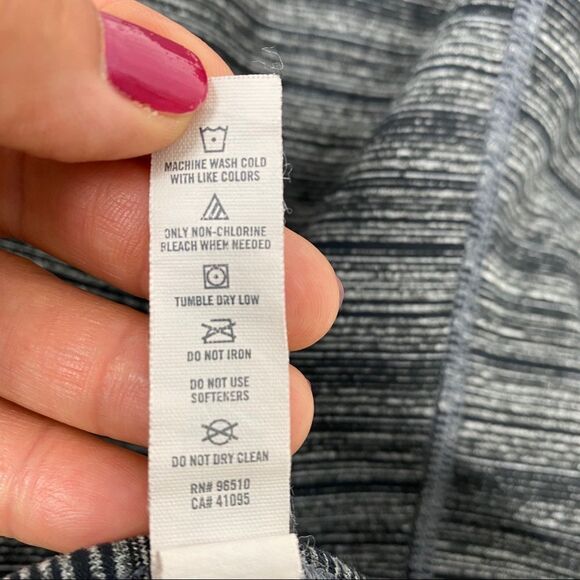 MACHINE WASH COLD
WITH LIKE COLORS
ONLY NON-CHLORINE
BLEACH WHEN NEEDED
TUMBLE DRY LOW
DO NOT IRON
DO NOT USE
SOFTENERS
DO NOT DRY CLEAN
RN# 96510
CA# 41095